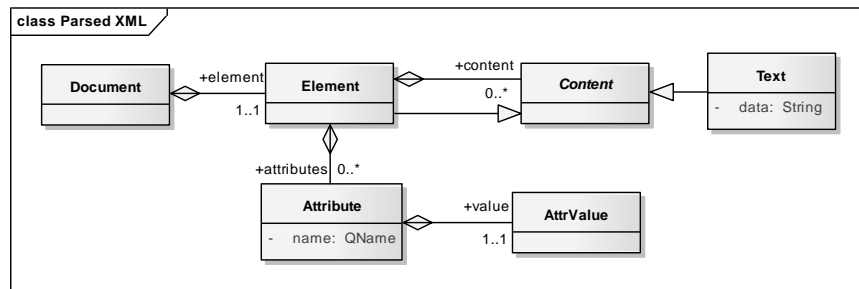 class Parsed XML
Document
+element
1..1
Element
+content
0..*
Content
Text
- data: String
+attributes 0..*
Attribute
- name: QName
+value
1..1
AttrValue